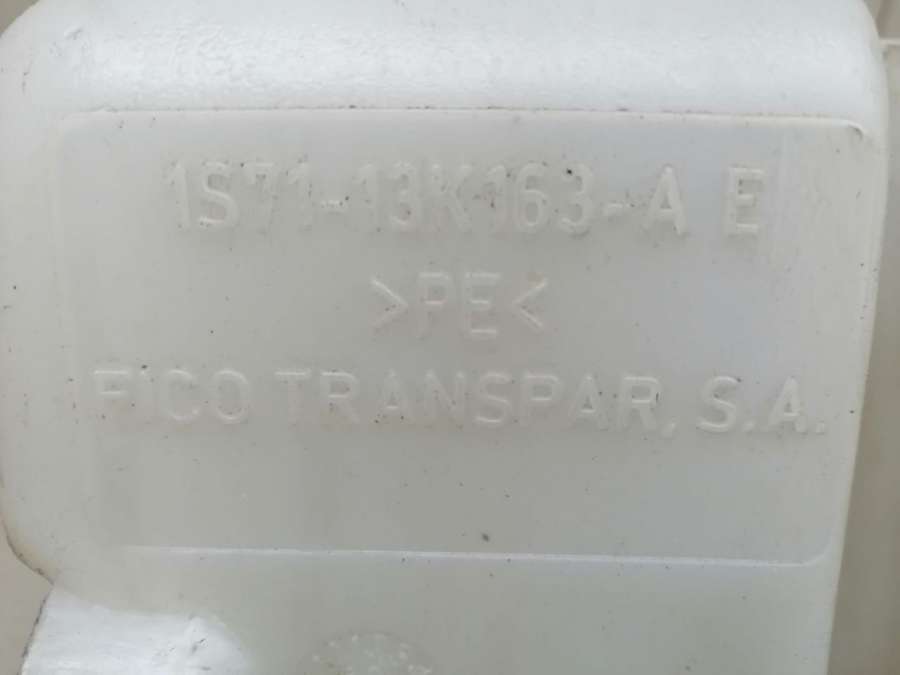 1S71-13K163-A E
>PE<
FICO TRANSPAR, S.A.